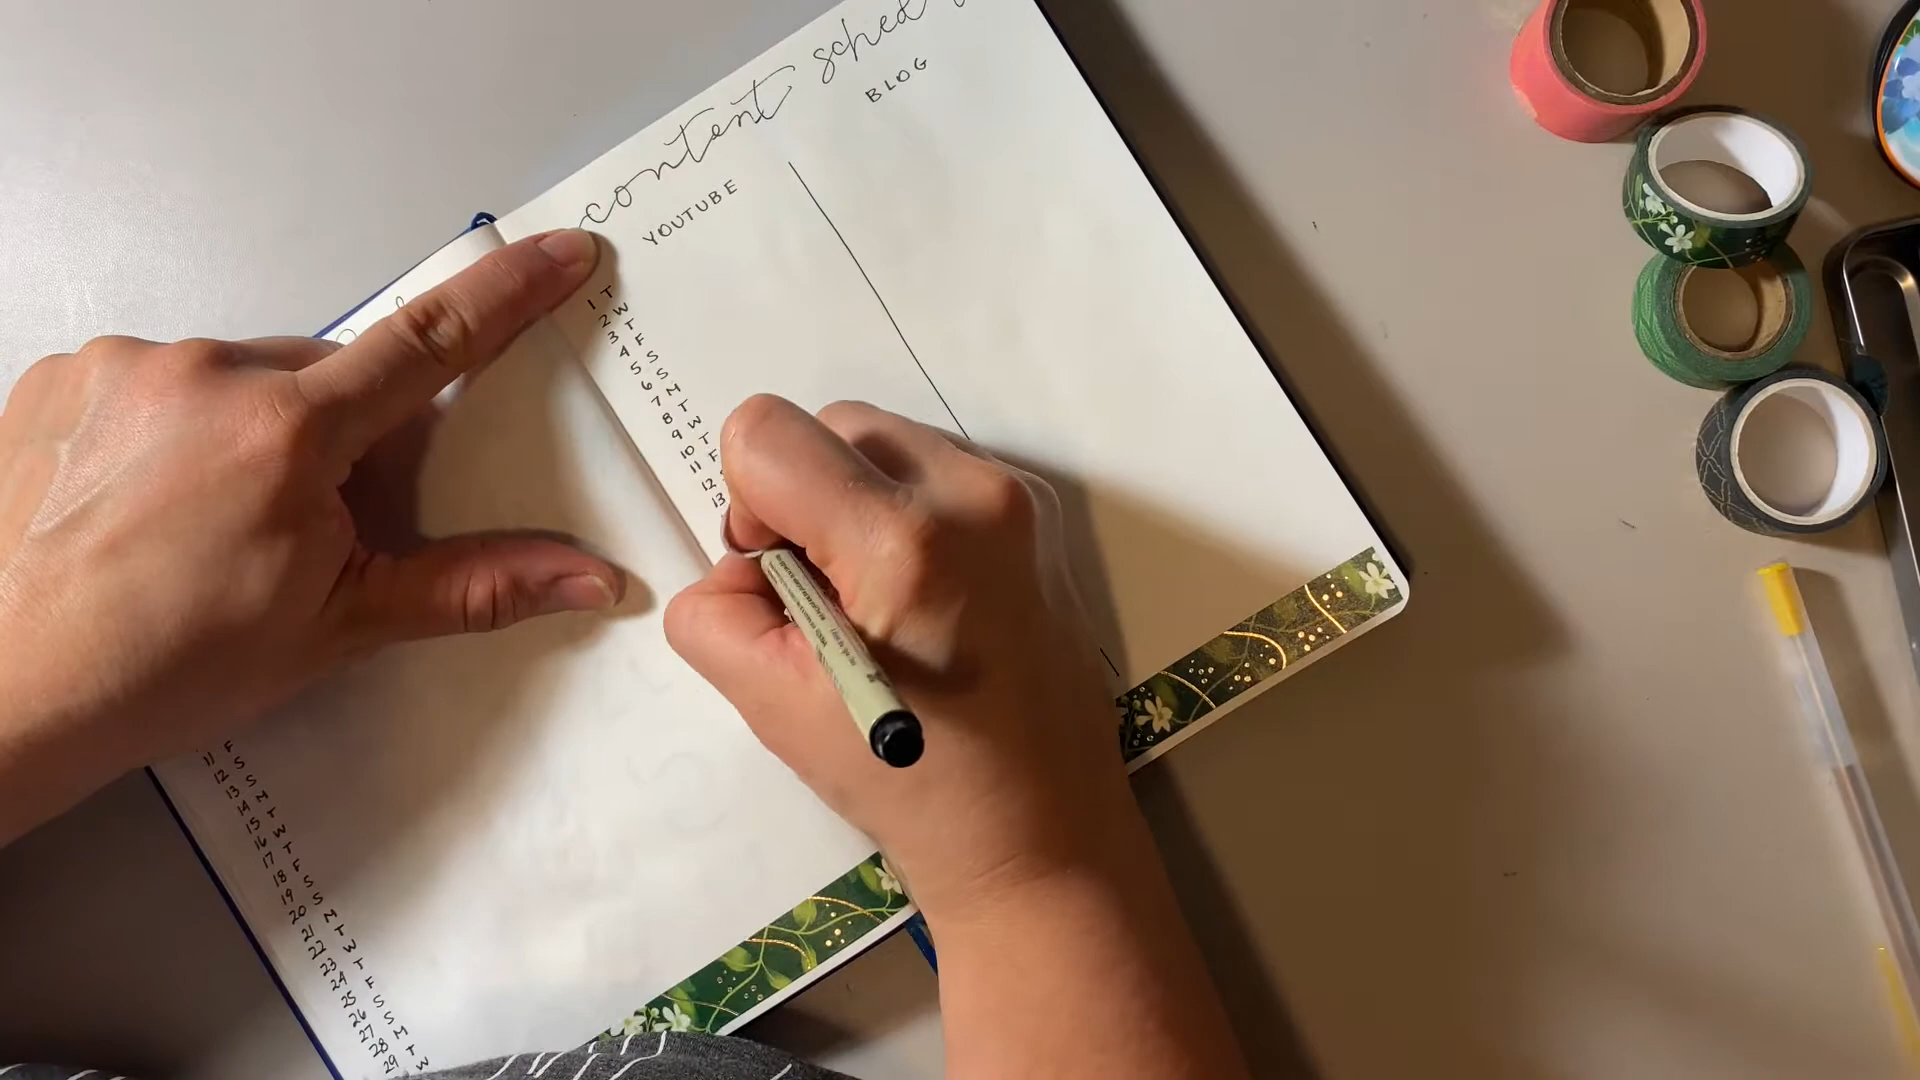 content
YOUTUBE
BLOG
1 T
2 W
3 T
4 F
5 S
6 S
7 M
8 T
9 W
10 T
11 F
12
13
11 F
12 S
13 S
14 M
15 T
16 W
17 T
18 F
19 S
20 S
21 M
22 T
23 W
24 T
25 F
26 S
27 S
28 M
29 T
W